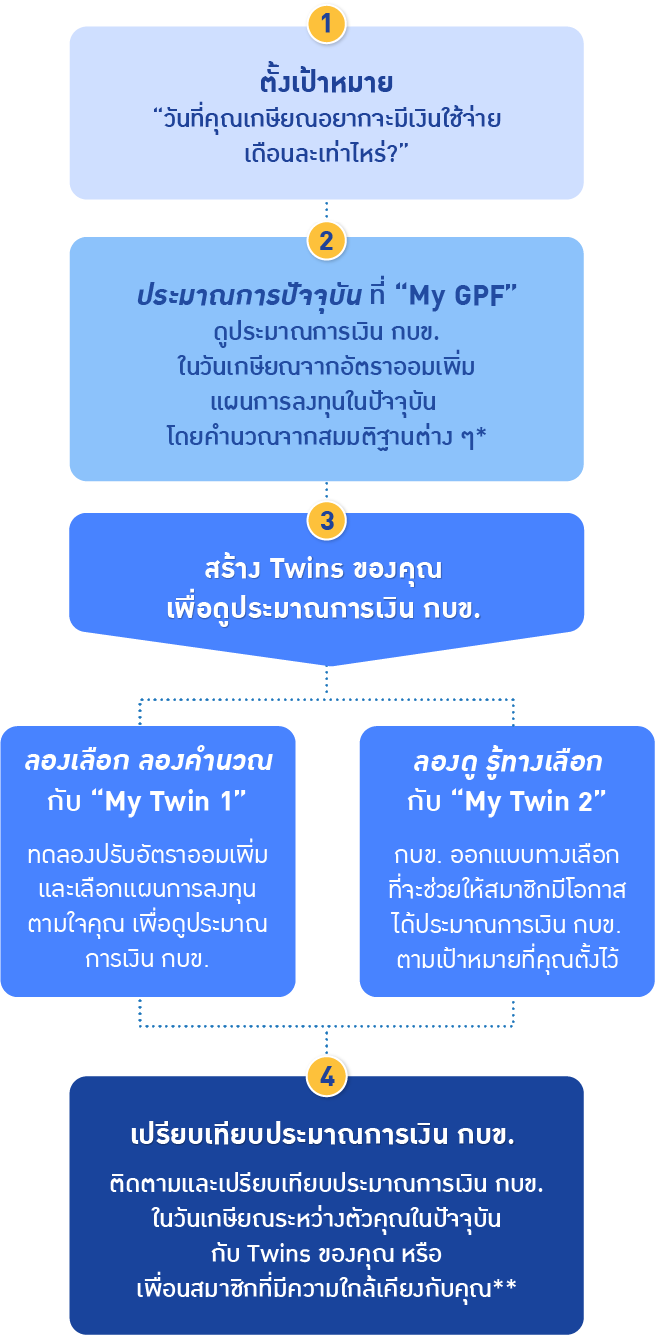 1
ตั้งเป้าหมาย
“วันที่คุณเกษียณอยากจะมีเงินใช้จ่าย
เดือนละเท่าไหร่?”
2
ประมาณการปัจจุบัน ที่ “My GPF”
ดูประมาณการเงิน กบข.
ในวันเกษียณจากอัตราออมเพิ่ม
แผนการลงทุนในปัจจุบัน
โดยคำนวณจากสมมติฐานต่าง ๆ*
3
สร้าง Twins ของคุณ
เพื่อดูประมาณการเงิน กบข.
ลองเลือก ลองคำนวณ
กับ “My Twin 1”
ทดลองปรับอัตราออมเพิ่ม
และเลือกแผนการลงทุน
ตามใจคุณ เพื่อดูประมาณ
การเงิน กบข.
ลองดู รู้ทางเลือก
กับ “My Twin 2”
กบข. ออกแบบทางเลือก
ที่จะช่วยให้สมาชิกมีโอกาส
ได้ประมาณการเงิน กบข.
ตามเป้าหมายที่คุณตั้งไว้
4
เปรียบเทียบประมาณการเงิน กบข.
ติดตามและเปรียบเทียบประมาณการเงิน กบข.
ในวันเกษียณระหว่างตัวคุณในปัจจุบัน
กับ Twins ของคุณ หรือ
เพื่อนสมาชิกที่มีความใกล้เคียงกับคุณ**